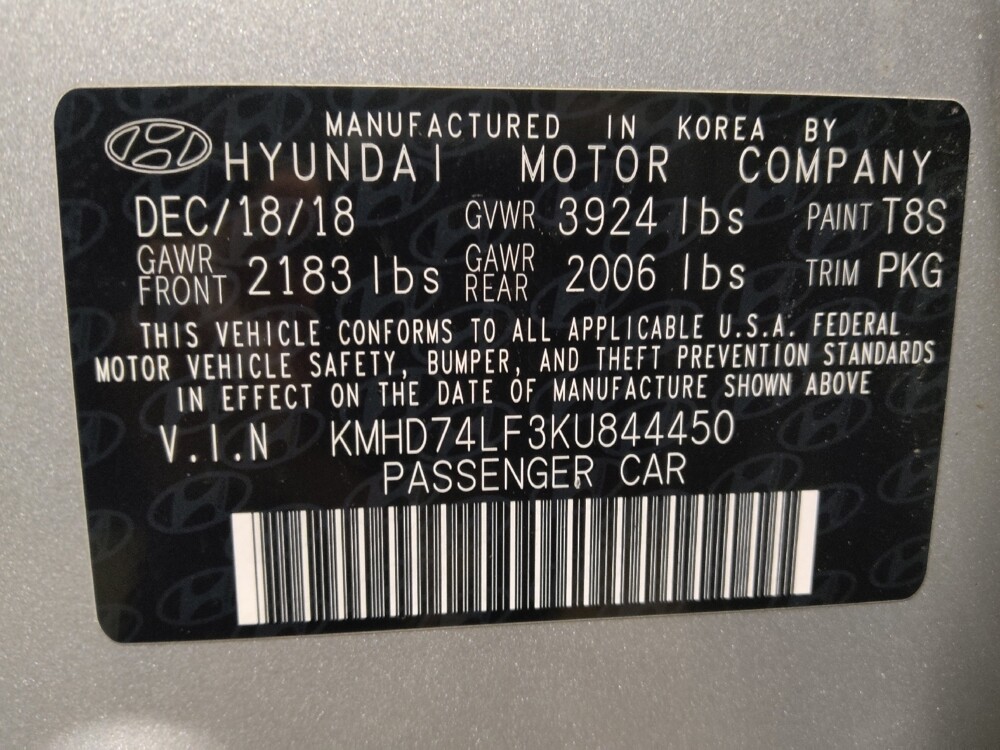 MANUFACTURED IN KOREA BY
HYUNDAI MOTOR COMPANY
DEC/18/18 GVWR 3924 lbs PAINT T8S
GAWR FRONT 2183 lbs GAWR REAR 2006 lbs TRIM PKG
THIS VEHICLE CONFORMS TO ALL APPLICABLE U.S.A. FEDERAL
MOTOR VEHICLE SAFETY, BUMPER, AND THEFT PREVENTION STANDARDS
IN EFFECT ON THE DATE OF MANUFACTURE SHOWN ABOVE
V.I.N KMHD74LF3KU844450
PASSENGER CAR